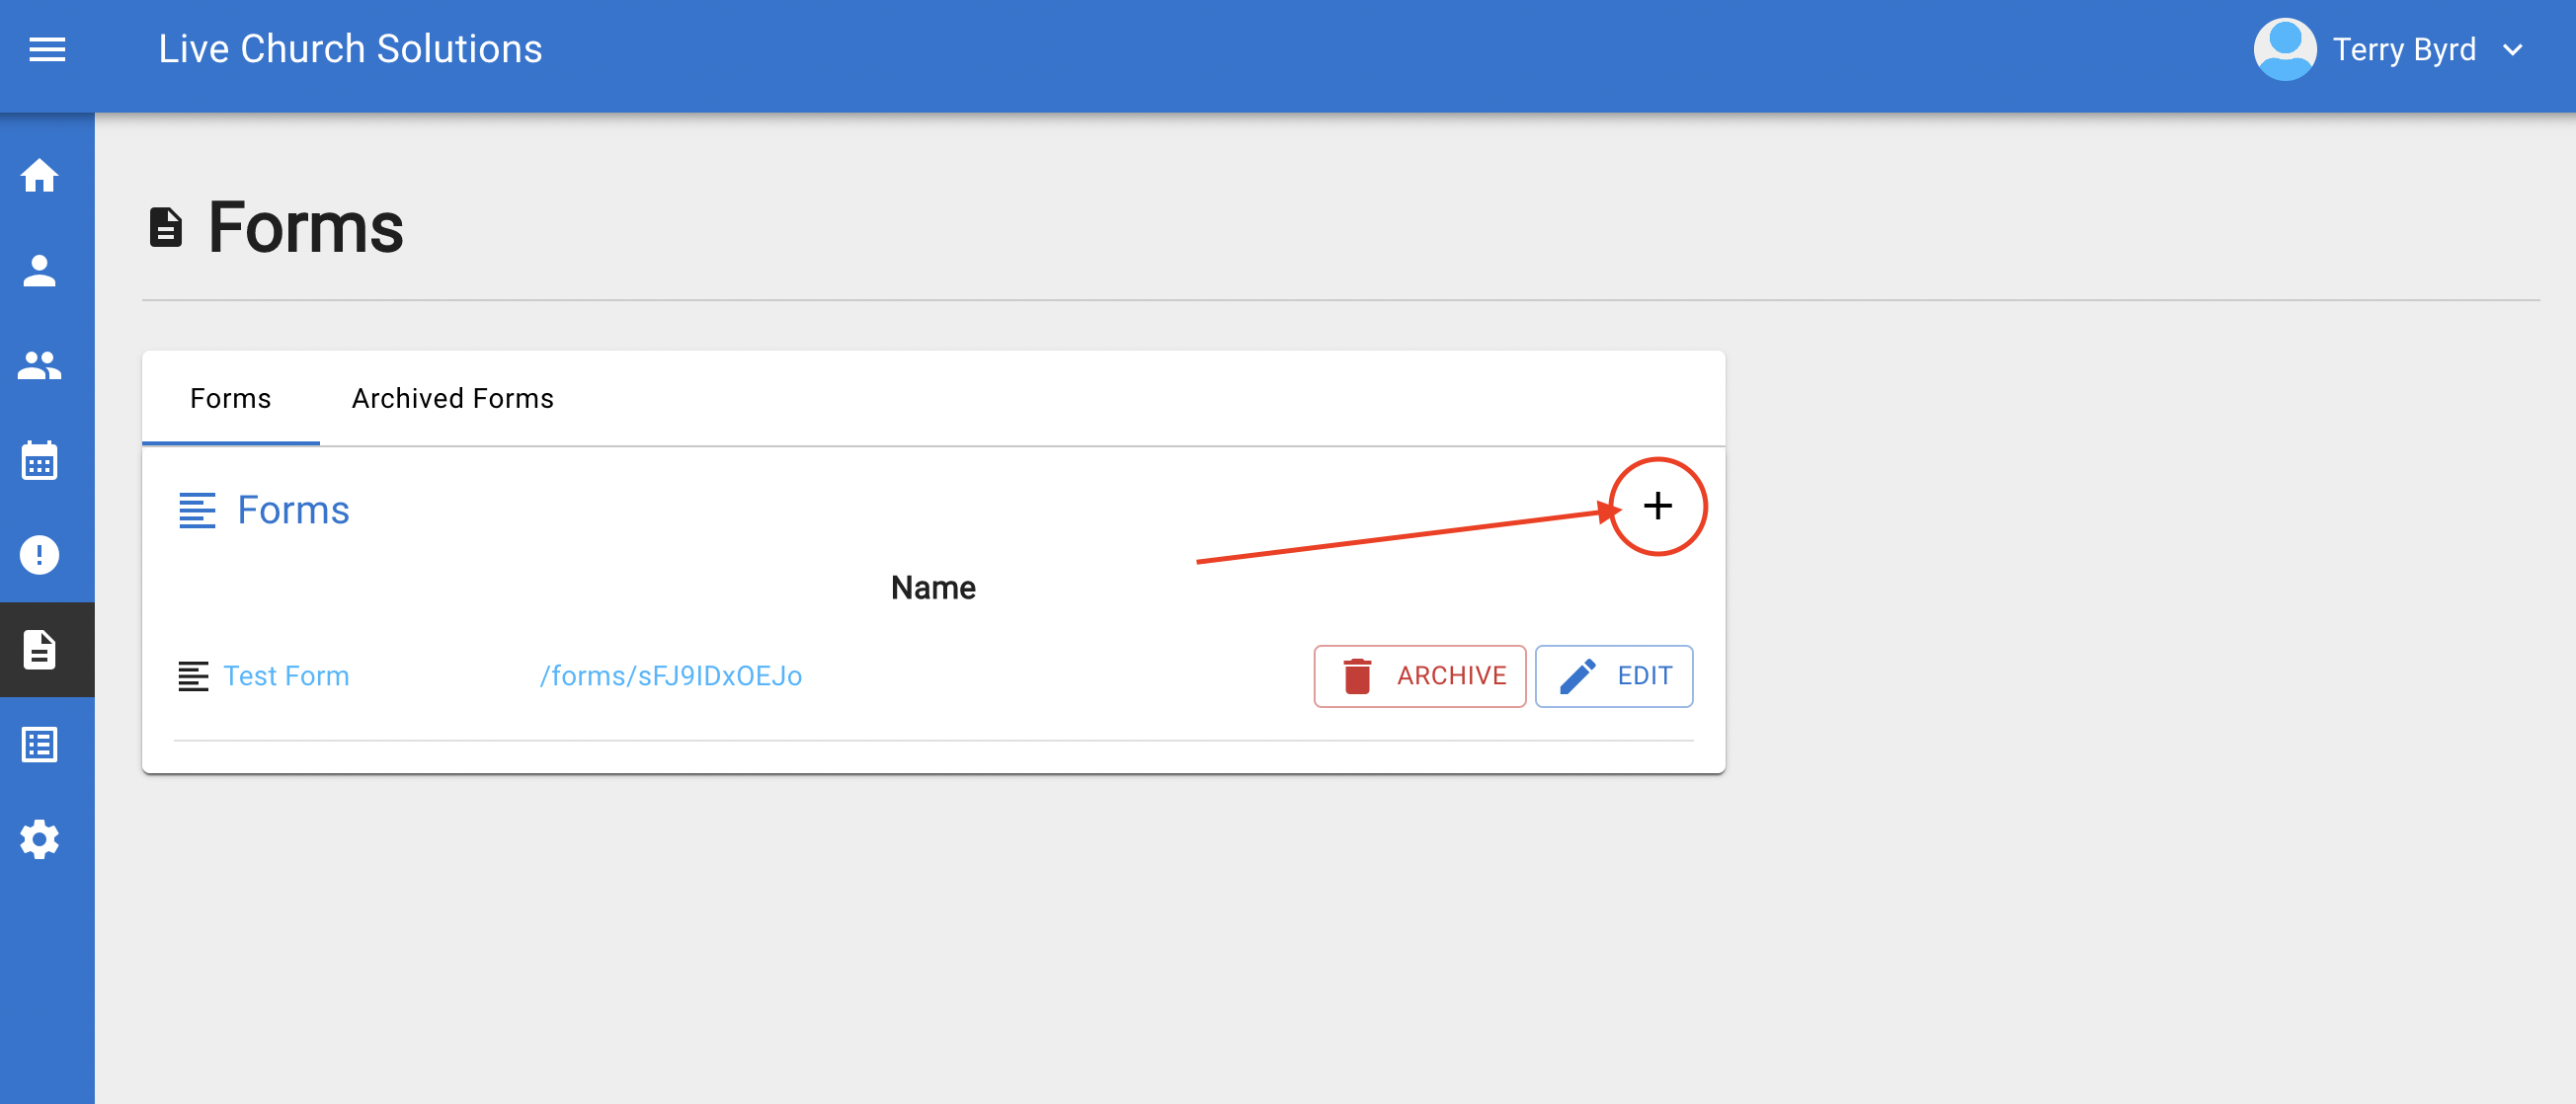 Live Church Solutions
Terry Byrd
Forms
Forms
Archived Forms
Forms
Name
Test Form
/forms/sFJ9IDxOEJo
ARCHIVE
EDIT